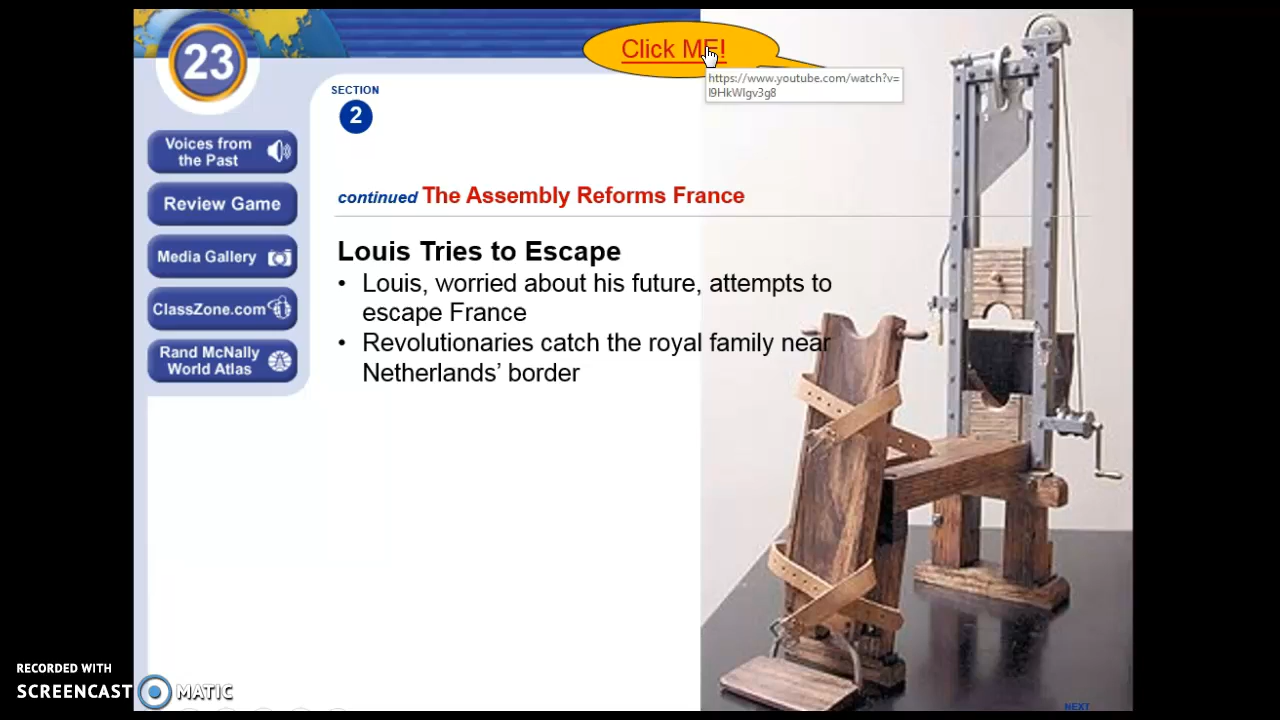 23
Click ME!
https://www.youtube.com/watch?v=
l9HkWlgv3g8
SECTION
2
Voices from
the Past
Review Game
Media Gallery
ClassZone.com
Rand McNally
World Atlas
continued The Assembly Reforms France
Louis Tries to Escape
• Louis, worried about his future, attempts to
escape France
• Revolutionaries catch the royal family near
Netherlands’ border
RECORDED WITH
SCREENCAST MATIC
NEXT